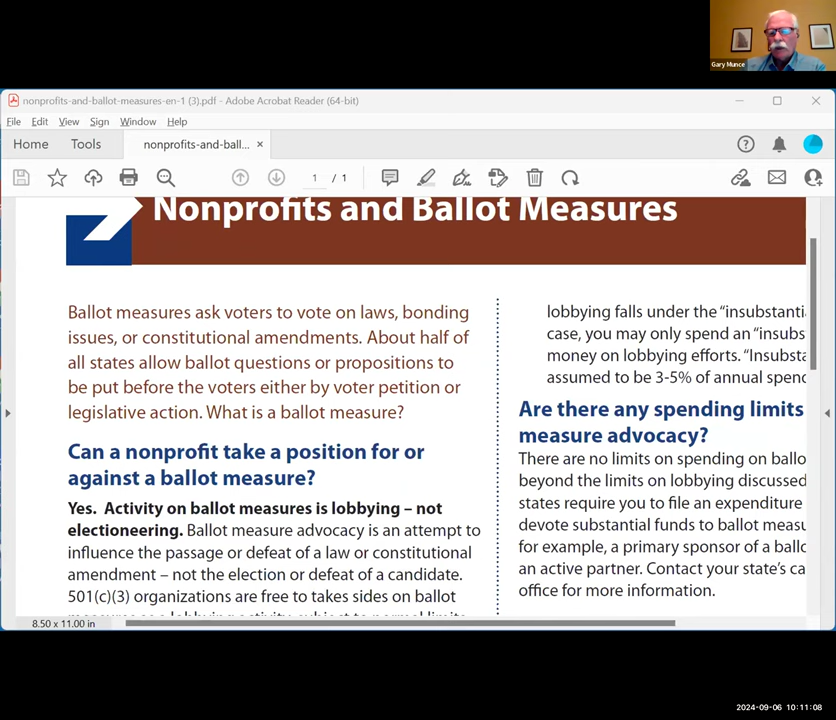 Gary Munce
nonprofits-and-ballot-measures-en-1 (3).pdf - Adobe Acrobat Reader (64-bit)
File Edit View Sign Window Help
Home Tools nonprofits-and-ball... ×
1 / 1
Nonprofits and Ballot Measures
Ballot measures ask voters to vote on laws, bonding
issues, or constitutional amendments. About half of
all states allow ballot questions or propositions to
be put before the voters either by voter petition or
legislative action. What is a ballot measure?
Can a nonprofit take a position for or
against a ballot measure?
Yes. Activity on ballot measures is lobbying – not
electioneering. Ballot measure advocacy is an attempt to
influence the passage or defeat of a law or constitutional
amendment – not the election or defeat of a candidate.
501(c)(3) organizations are free to takes sides on ballot
measures as a lobbying activity, subject to normal limits
lobbying falls under the “insubstanti
case, you may only spend an “insubs
money on lobbying efforts. “Insubsta
assumed to be 3-5% of annual spend
Are there any spending limits
measure advocacy?
There are no limits on spending on ballo
beyond the limits on lobbying discussed
states require you to file an expenditure
devote substantial funds to ballot measu
for example, a primary sponsor of a ballo
an active partner. Contact your state’s ca
office for more information.
8.50 x 11.00 in
2024-09-06 10:11:08